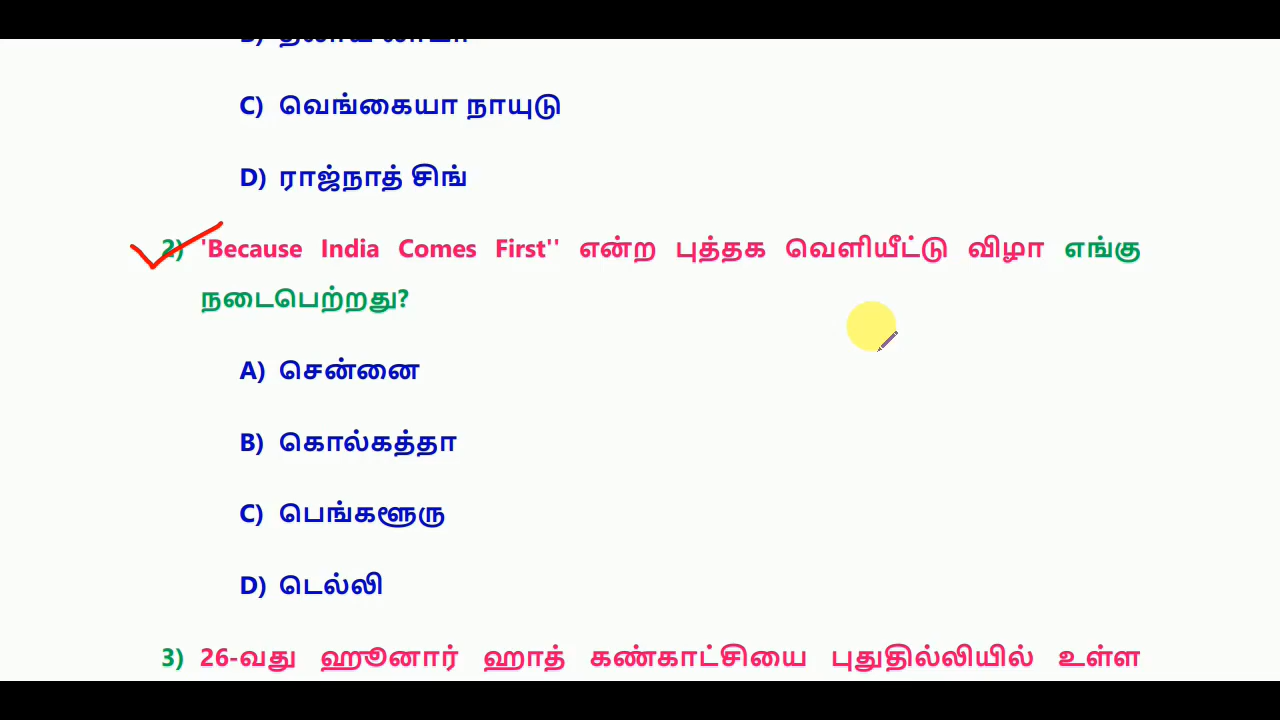 C) வெங்கையா நாயுடு
D) ராஜ்நாத் சிங்
2) 'Because India Comes First'' என்ற புத்தக வெளியீட்டு விழா எங்கு
நடைபெற்றது?
A) சென்னை
B) கொல்கத்தா
C) பெங்களூரு
D) டெல்லி
3) 26-வது ஹூனார் ஹாத் கண்காட்சியை புதுதில்லியில் உள்ள